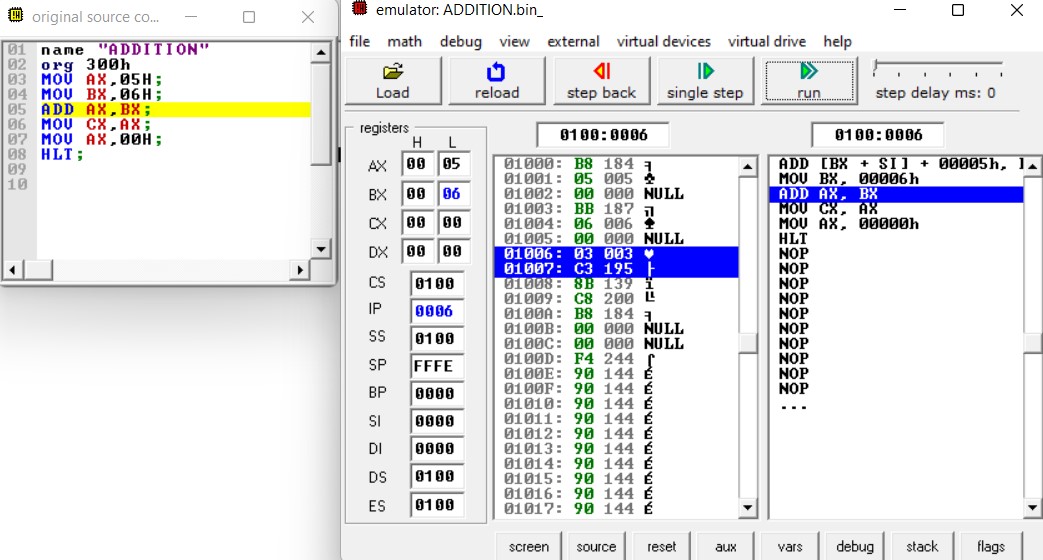 original source co...
01 name "ADDITION"
02 org 300h
03 MOV AX,05H;
04 MOV BX,06H;
05 ADD AX,BX;
06 MOV CX,AX;
07 MOV AX,00H;
08 HLT;
09
10
emulator: ADDITION.bin_
file math debug view external virtual devices virtual drive help
Load reload step back single step run step delay ms: 0
registers
H L
AX 00 05
BX 00 06
CX 00 00
DX 00 00
CS 0100
IP 0006
SS 0100
SP FFFE
BP 0000
SI 0000
DI 0000
DS 0100
ES 0100
0100:0006
01000: B8 184 ╕
01001: 05 005 ♣
01002: 00 000 NULL
01003: BB 187 ╗
01004: 06 006 ♠
01005: 00 000 NULL
01006: 03 003 ♥
01007: C3 195 ├
01008: 8B 139 ï
01009: C8 200 ╚
0100A: B8 184 ╕
0100B: 00 000 NULL
0100C: 00 000 NULL
0100D: F4 244 ⌠
0100E: 90 144 É
0100F: 90 144 É
01010: 90 144 É
01011: 90 144 É
01012: 90 144 É
01013: 90 144 É
01014: 90 144 É
01015: 90 144 É
01016: 90 144 É
01017: 90 144 É
0100:0006
ADD [BX + SI] + 00005h,
MOV BX, 00006h
ADD AX, BX
MOV CX, AX
MOV AX, 00000h
HLT
NOP
NOP
NOP
NOP
NOP
NOP
NOP
NOP
NOP
NOP
...
screen source reset aux vars debug stack flags